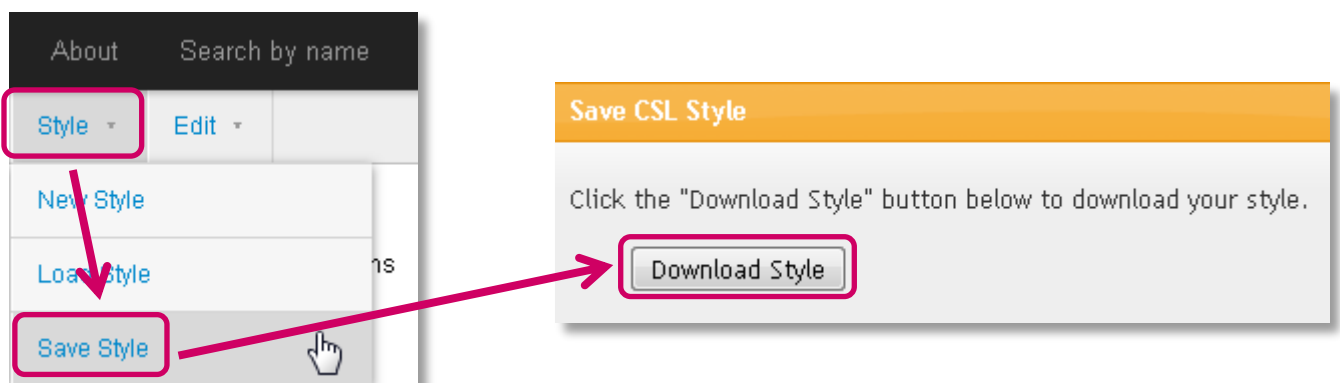 About Search by name
Style Edit
New Style
Load Style
ns
Save Style
Save CSL Style
Click the "Download Style" button below to download your style.
Download Style